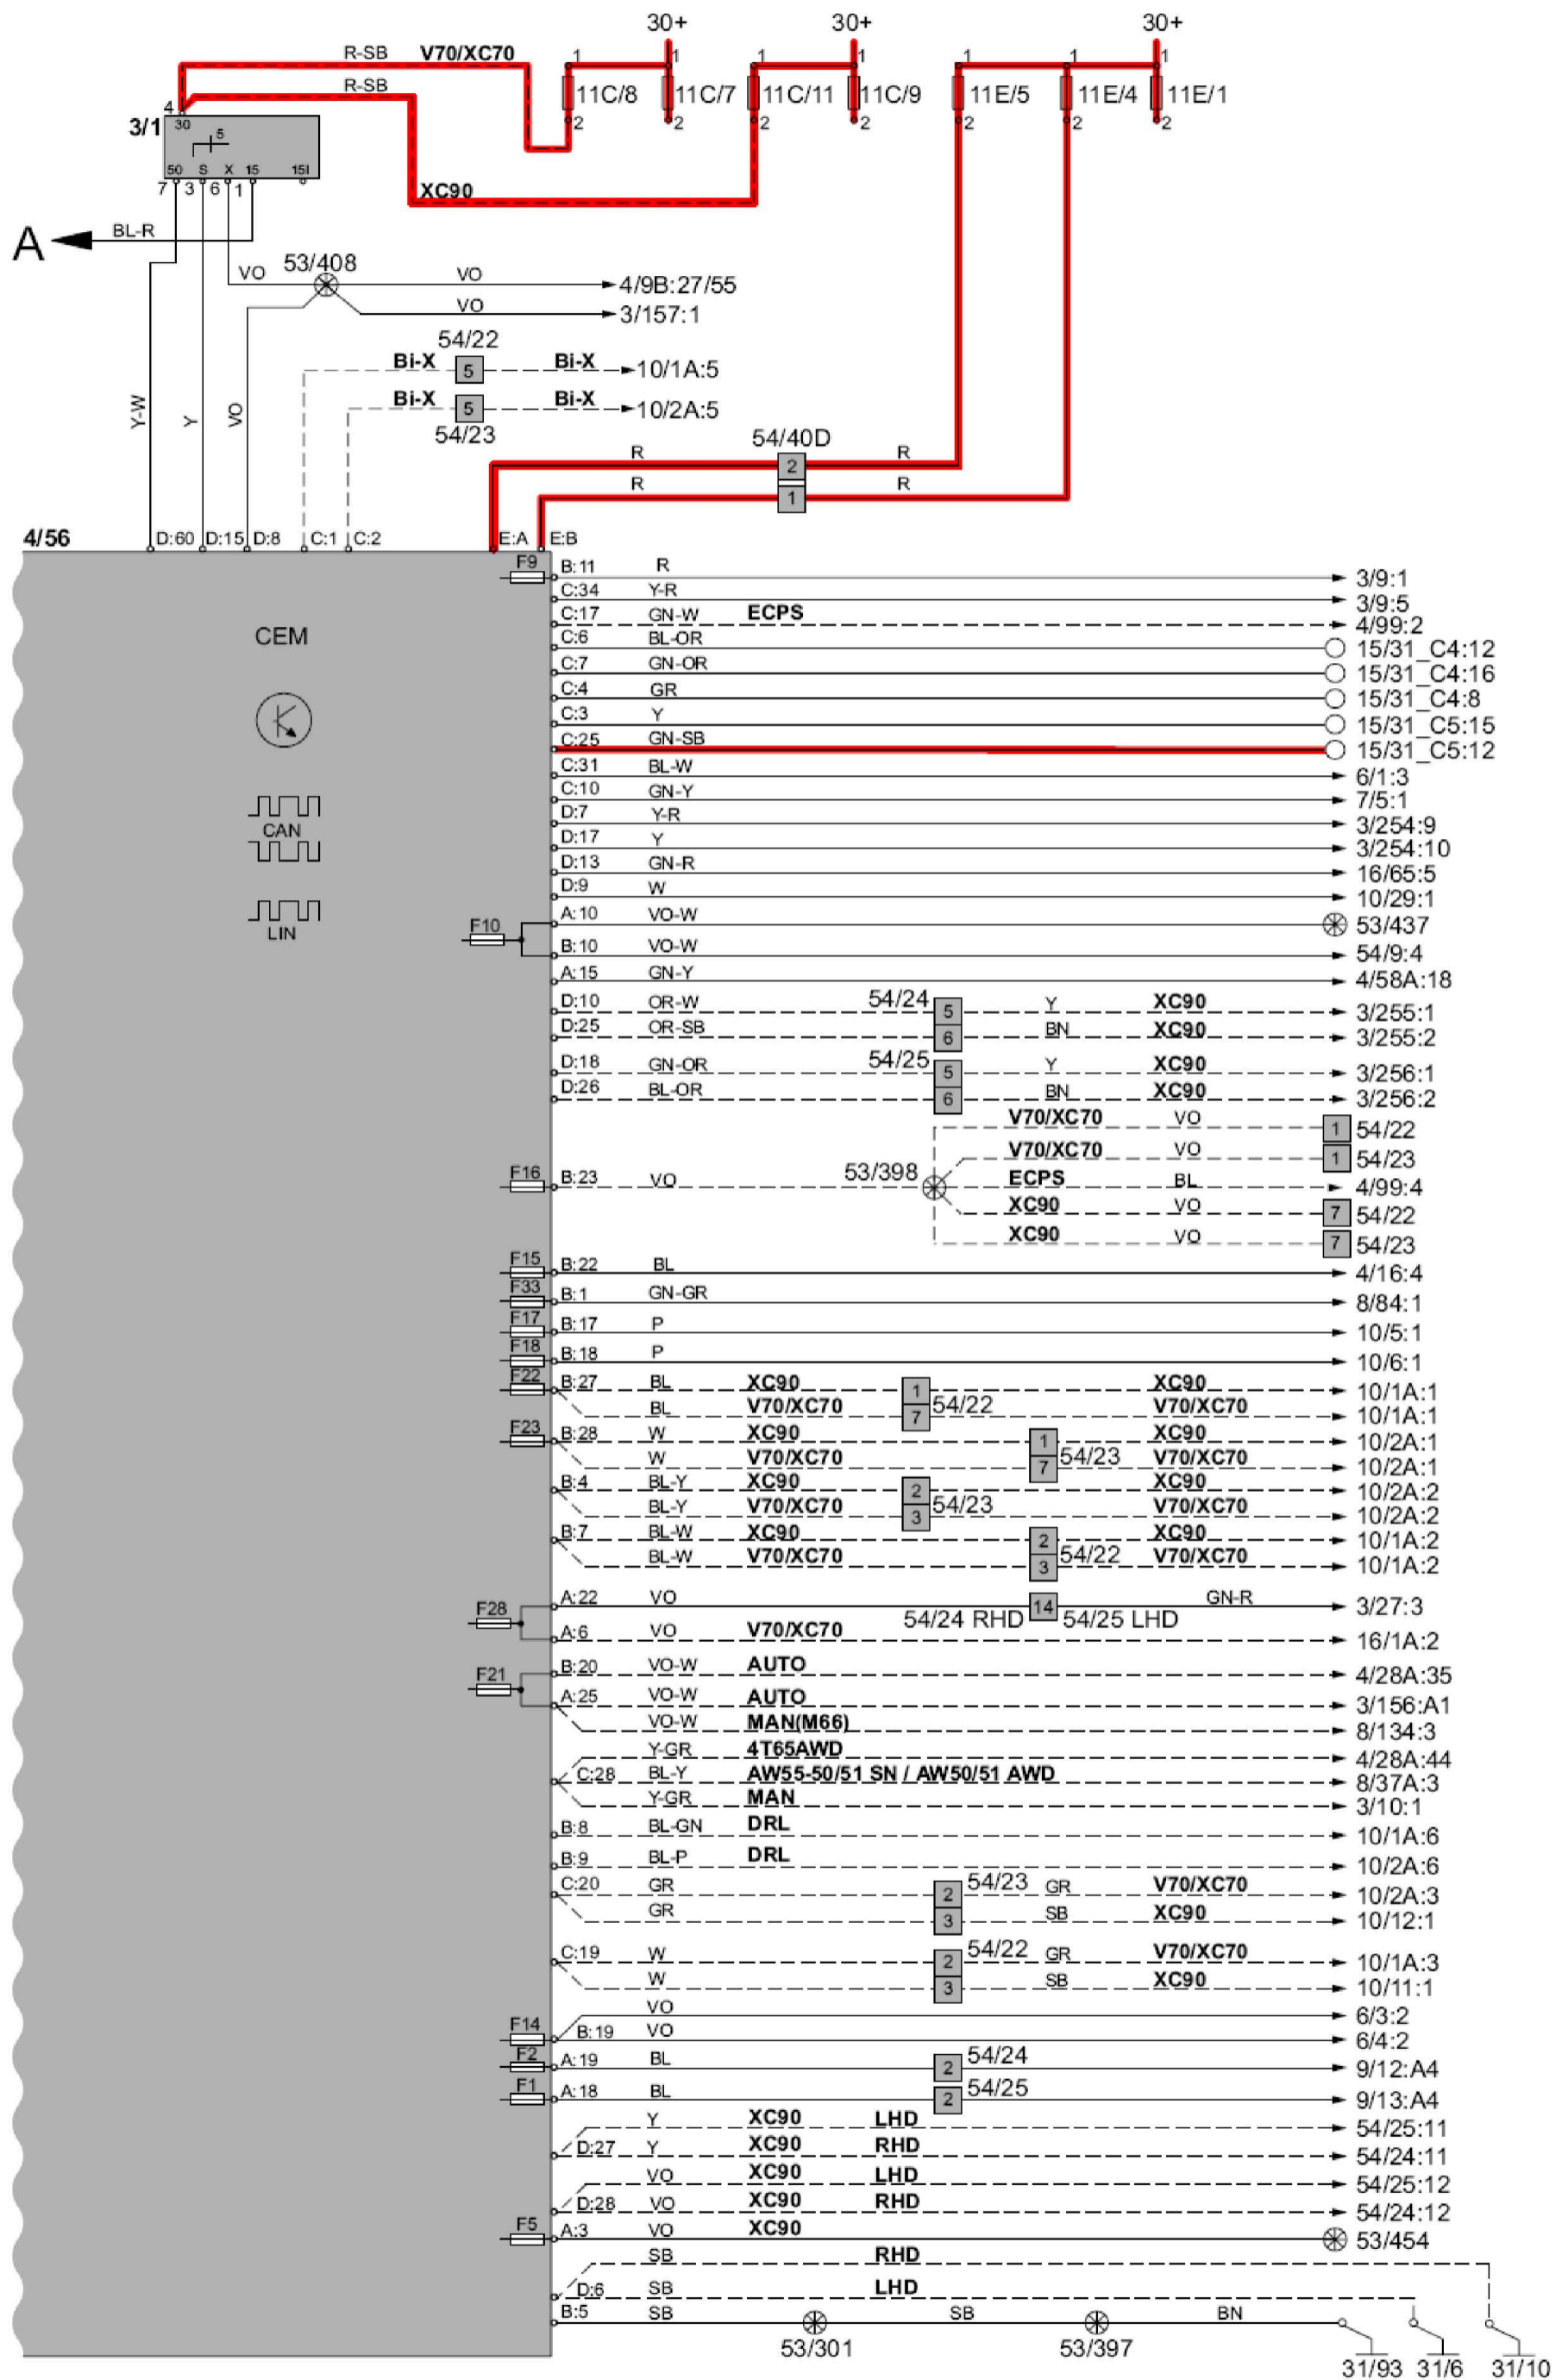 30+ 30+ 30+
R-SB V70/XC70 1 1 1 1 1 1 1
R-SB 11C/8 11C/7 11C/11 11C/9 11E/5 11E/4 11E/1
4 2 2 2 2 2 2 2
3/1 30
5
50 S X 15 15I
7 3 6 1 XC90
A BL-R
53/408
VO VO 4/9B:27/55
VO 3/157:1
54/22
Bi-X 5 Bi-X 10/1A:5
Bi-X 5 Bi-X 10/2A:5
Y-W Y VO 54/23
54/40D
R 2 R
R 1 R
4/56 D:60 D:15 D:8 C:1 C:2 E:A E:B
F9 B:11 R 3/9:1
C:34 Y-R 3/9:5
C:17 GN-W ECPS 4/99:2
CEM C:6 BL-OR 15/31_C4:12
C:7 GN-OR 15/31_C4:16
C:4 GR 15/31_C4:8
C:3 Y 15/31_C5:15
C:25 GN-SB 15/31_C5:12
C:31 BL-W 6/1:3
C:10 GN-Y 7/5:1
D:7 Y-R 3/254:9
CAN D:17 Y 3/254:10
D:13 GN-R 16/65:5
D:9 W 10/29:1
F10 A:10 VO-W 53/437
LIN B:10 VO-W 54/9:4
A:15 GN-Y 4/58A:18
D:10 OR-W 54/24 5 Y XC90 3/255:1
D:25 OR-SB 6 BN XC90 3/255:2
D:18 GN-OR 54/25 5 Y XC90 3/256:1
D:26 BL-OR 6 BN XC90 3/256:2
V70/XC70 VO 1 54/22
V70/XC70 VO 1 54/23
F16 B:23 VO 53/398 ECPS BL 4/99:4
XC90 VO 7 54/22
XC90 VO 7 54/23
F15 B:22 BL 4/16:4
F33 B:1 GN-GR 8/84:1
F17 B:17 P 10/5:1
F18 B:18 P 10/6:1
F22 B:27 BL XC90 1 XC90 10/1A:1
BL V70/XC70 7 54/22 V70/XC70 10/1A:1
F23 B:28 W XC90 1 XC90 10/2A:1
W V70/XC70 7 54/23 V70/XC70 10/2A:1
B:4 BL-Y XC90 2 XC90 10/2A:2
BL-Y V70/XC70 3 54/23 V70/XC70 10/2A:2
B:7 BL-W XC90 2 XC90 10/1A:2
BL-W V70/XC70 3 54/22 V70/XC70 10/1A:2
F28 A:22 VO 54/24 RHD 14 54/25 LHD GN-R 3/27:3
A:6 VO V70/XC70 16/1A:2
F21 B:20 VO-W AUTO 4/28A:35
A:25 VO-W AUTO 3/156:A1
VO-W MAN(M66) 8/134:3
Y-GR 4T65AWD 4/28A:44
C:28 BL-Y AW55-50/51 SN / AW50/51 AWD 8/37A:3
Y-GR MAN 3/10:1
B:8 BL-GN DRL 10/1A:6
B:9 BL-P DRL 10/2A:6
C:20 GR 2 54/23 GR V70/XC70 10/2A:3
GR 3 SB XC90 10/12:1
C:19 W 2 54/22 GR V70/XC70 10/1A:3
W 3 SB XC90 10/11:1
VO 6/3:2
F14 B:19 VO 6/4:2
F2 A:19 BL 2 54/24 9/12:A4
F1 A:18 BL 2 54/25 9/13:A4
Y XC90 LHD 54/25:11
D:27 Y XC90 RHD 54/24:11
VO XC90 LHD 54/25:12
D:28 VO XC90 RHD 54/24:12
F5 A:3 VO XC90 53/454
SB RHD
D:6 SB LHD
B:5 SB SB BN
53/301 53/397 31/93 31/6 31/10